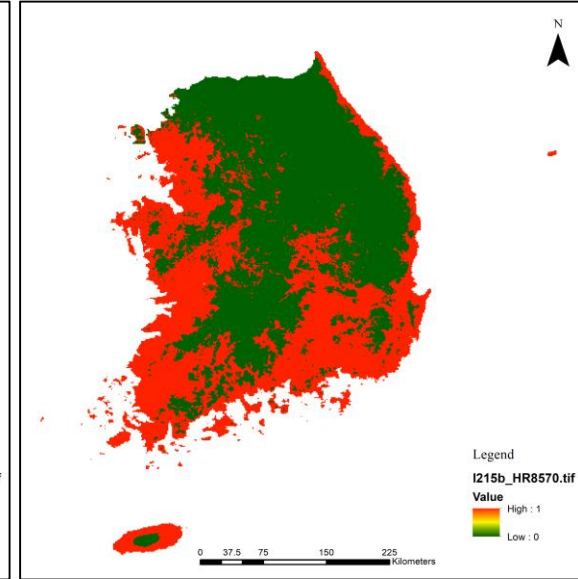 N
Legend
I215b_HR8570.tif
Value
High : 1
Low : 0
0 37.5 75 150 225
Kilometers